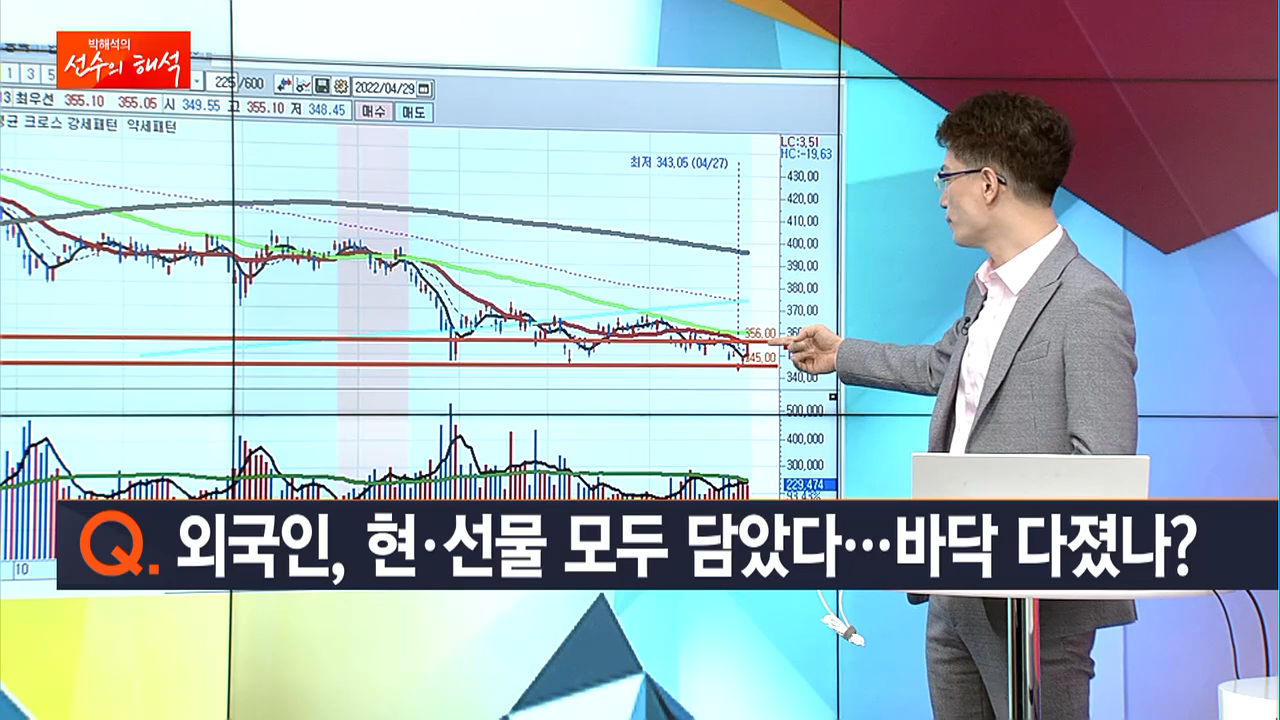 박해석의
선수의 해석
1 3 5
225/600
2022/04/29
최우선 355.10 355.05 시 349.55 고 355.10 저 348.45 매수 매도
크로스 강세패턴 약세패턴
LC:3.51
HC:-19.63
최저 343.05 (04/27)
430.00
420.00
410.00
400.00
390.00
380.00
370.00
356.00
345.00
340.00
500,000
400,000
300,000
229,474
10
Q. 외국인, 현·선물 모두 담았다…바닥 다졌나?